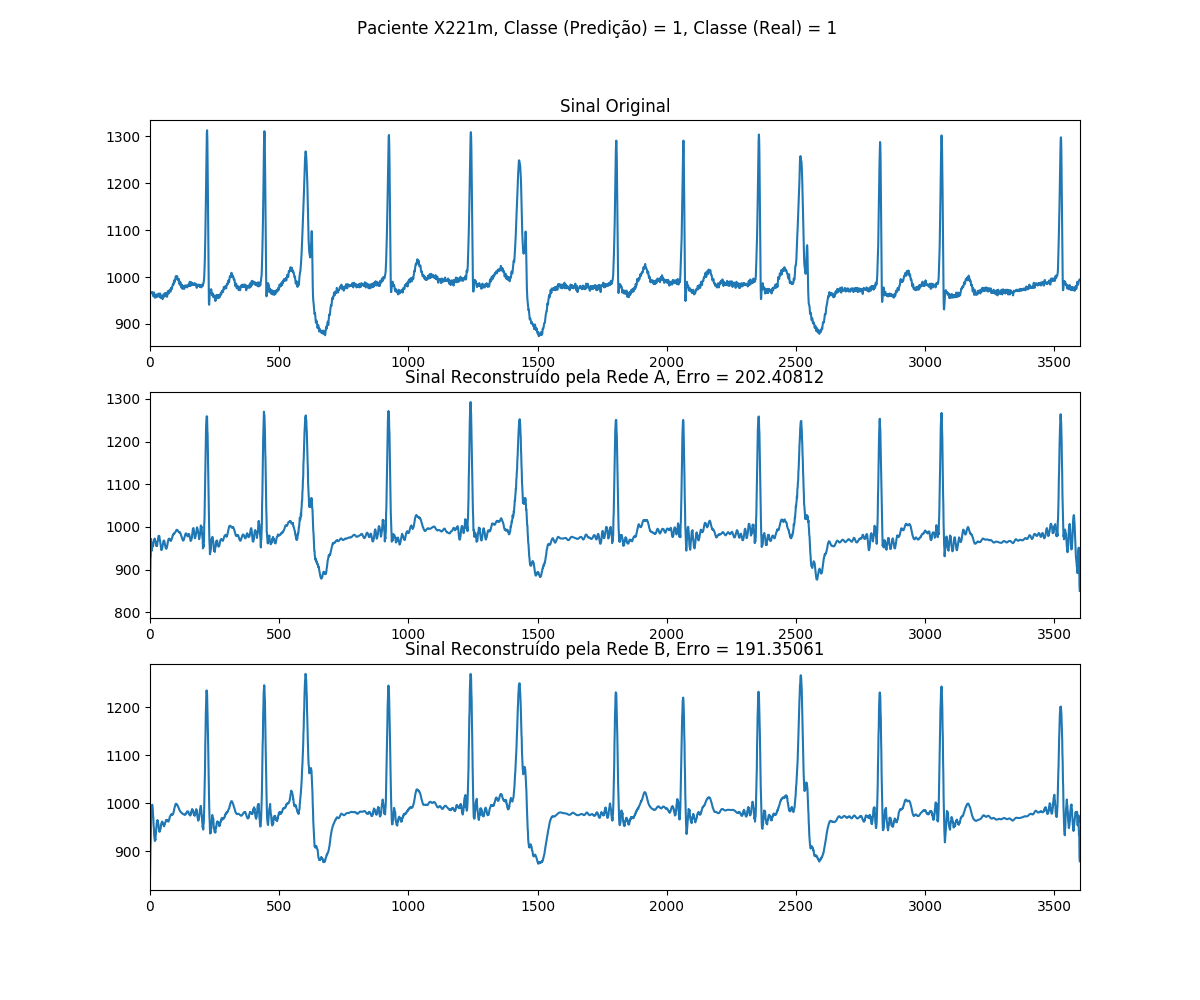 Paciente X221m, Classe (Predição) = 1, Classe (Real) = 1
Sinal Original
1300
1200
1100
1000
900
0 500 1000 1500 2000 2500 3000 3500
Sinal Reconstruído pela Rede A, Erro = 202.40812
1300
1200
1100
1000
900
800
0 500 1000 1500 2000 2500 3000 3500
Sinal Reconstruído pela Rede B, Erro = 191.35061
1200
1100
1000
900
0 500 1000 1500 2000 2500 3000 3500